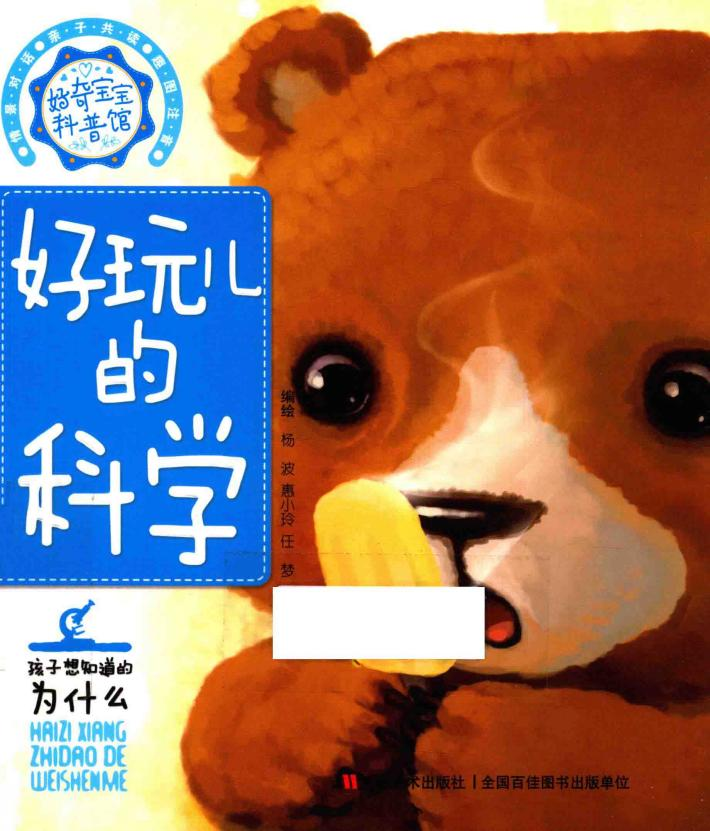 情·景·对·话●亲·子·共·读●趣·图·注·音
好奇宝宝
科普馆
好玩儿
的
科学
编绘 杨 波 惠小玲 任 梦
孩子想知道的
为什么
HAIZI XIANG
ZHIDAO DE
WEISHENME
术出版社 | 全国百佳图书出版单位